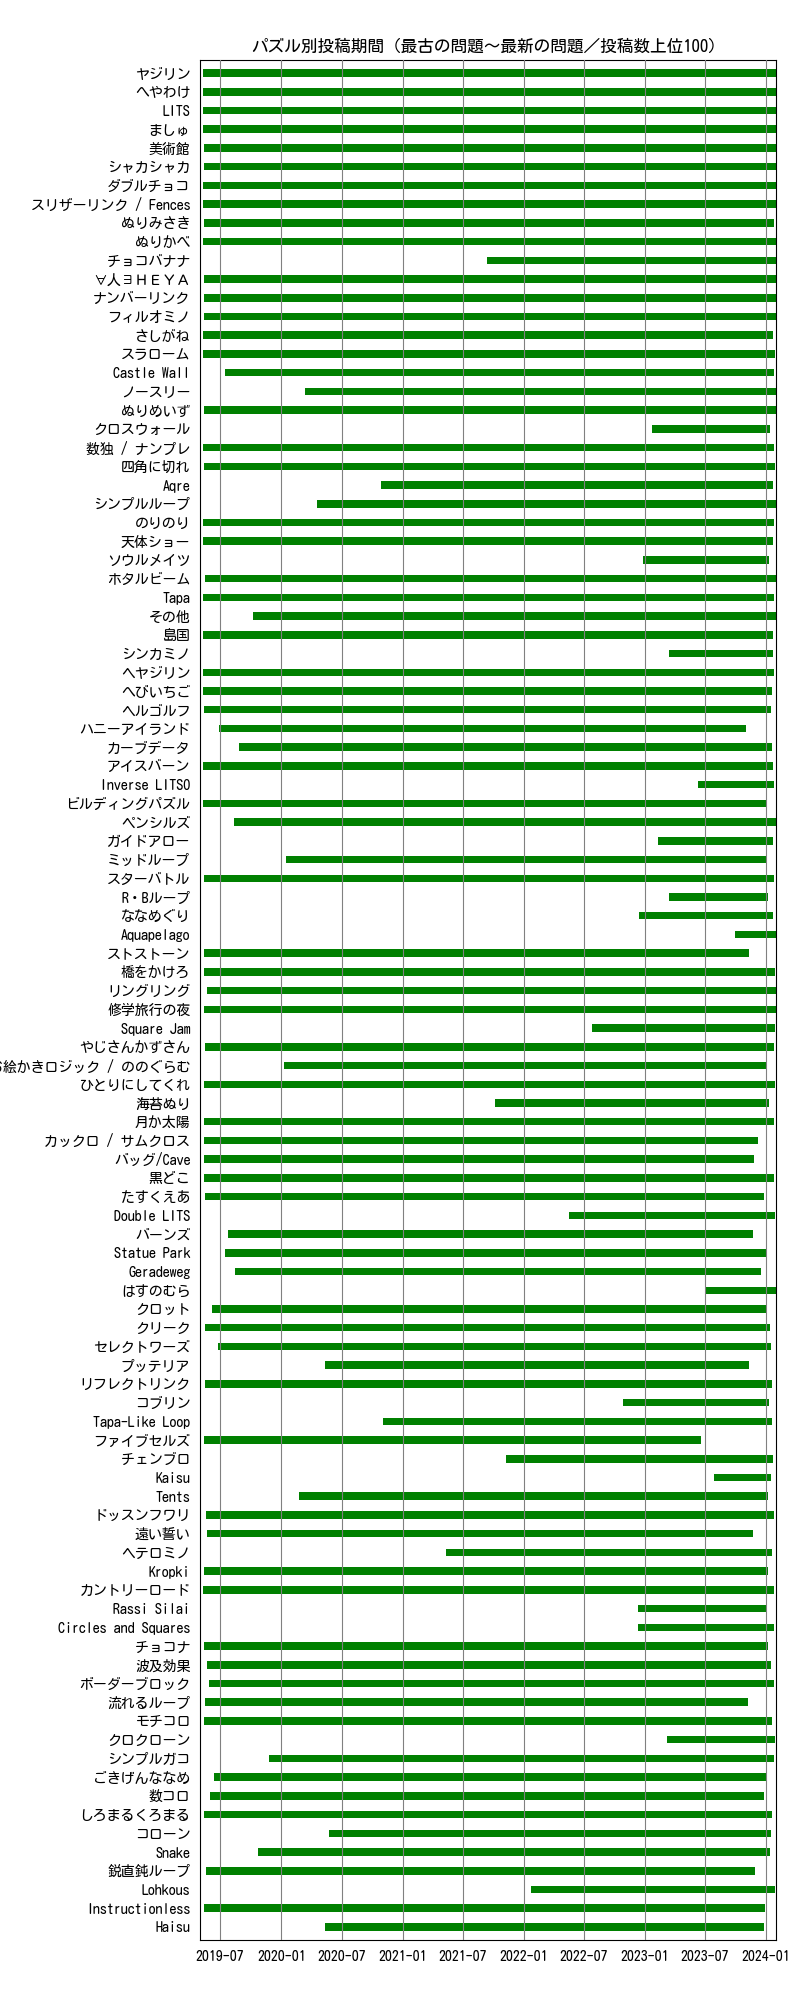 パズル別投稿期間（最古の問題～最新の問題／投稿数上位100）
ヤジリン
へやわけ
LITS
ましゅ
美術館
シャカシャカ
ダブルチョコ
スリザーリンク / Fences
ぬりみさき
ぬりかべ
チョコバナナ
∀人∃ＨＥＹＡ
ナンバーリンク
フィルオミノ
さしがね
スラローム
Castle Wall
ノースリー
ぬりめいず
クロスウォール
数独 / ナンプレ
四角に切れ
Aqre
シンプルループ
のりのり
天体ショー
ソウルメイツ
ホタルビーム
Tapa
その他
島国
シンカミノ
ヘヤジリン
へびいちご
ヘルゴルフ
ハニーアイランド
カーブデータ
アイスバーン
Inverse LITSO
ビルディングパズル
ペンシルズ
ガイドアロー
ミッドループ
スターバトル
R・Bループ
ななめぐり
Aquapelago
ストストーン
橋をかけろ
リングリング
修学旅行の夜
Square Jam
やじさんかずさん
絵かきロジック / ののぐらむ
ひとりにしてくれ
海苔ぬり
月か太陽
カックロ / サムクロス
バッグ/Cave
黒どこ
たすくえあ
Double LITS
バーンズ
Statue Park
Geradeweg
はすのむら
クロット
クリーク
セレクトワーズ
ブッテリア
リフレクトリンク
コブリン
Tapa-Like Loop
ファイブセルズ
チェンブロ
Kaisu
Tents
ドッスンフワリ
遠い誓い
ヘテロミノ
Kropki
カントリーロード
Rassi Silai
Circles and Squares
チョコナ
波及効果
ボーダーブロック
流れるループ
モチコロ
クロクローン
シンプルガコ
ごきげんななめ
数コロ
しろまるくろまる
コローン
Snake
鋭直鈍ループ
Lohkous
Instructionless
Haisu
2019-07 2020-01 2020-07 2021-01 2021-07 2022-01 2022-07 2023-01 2023-07 2024-01